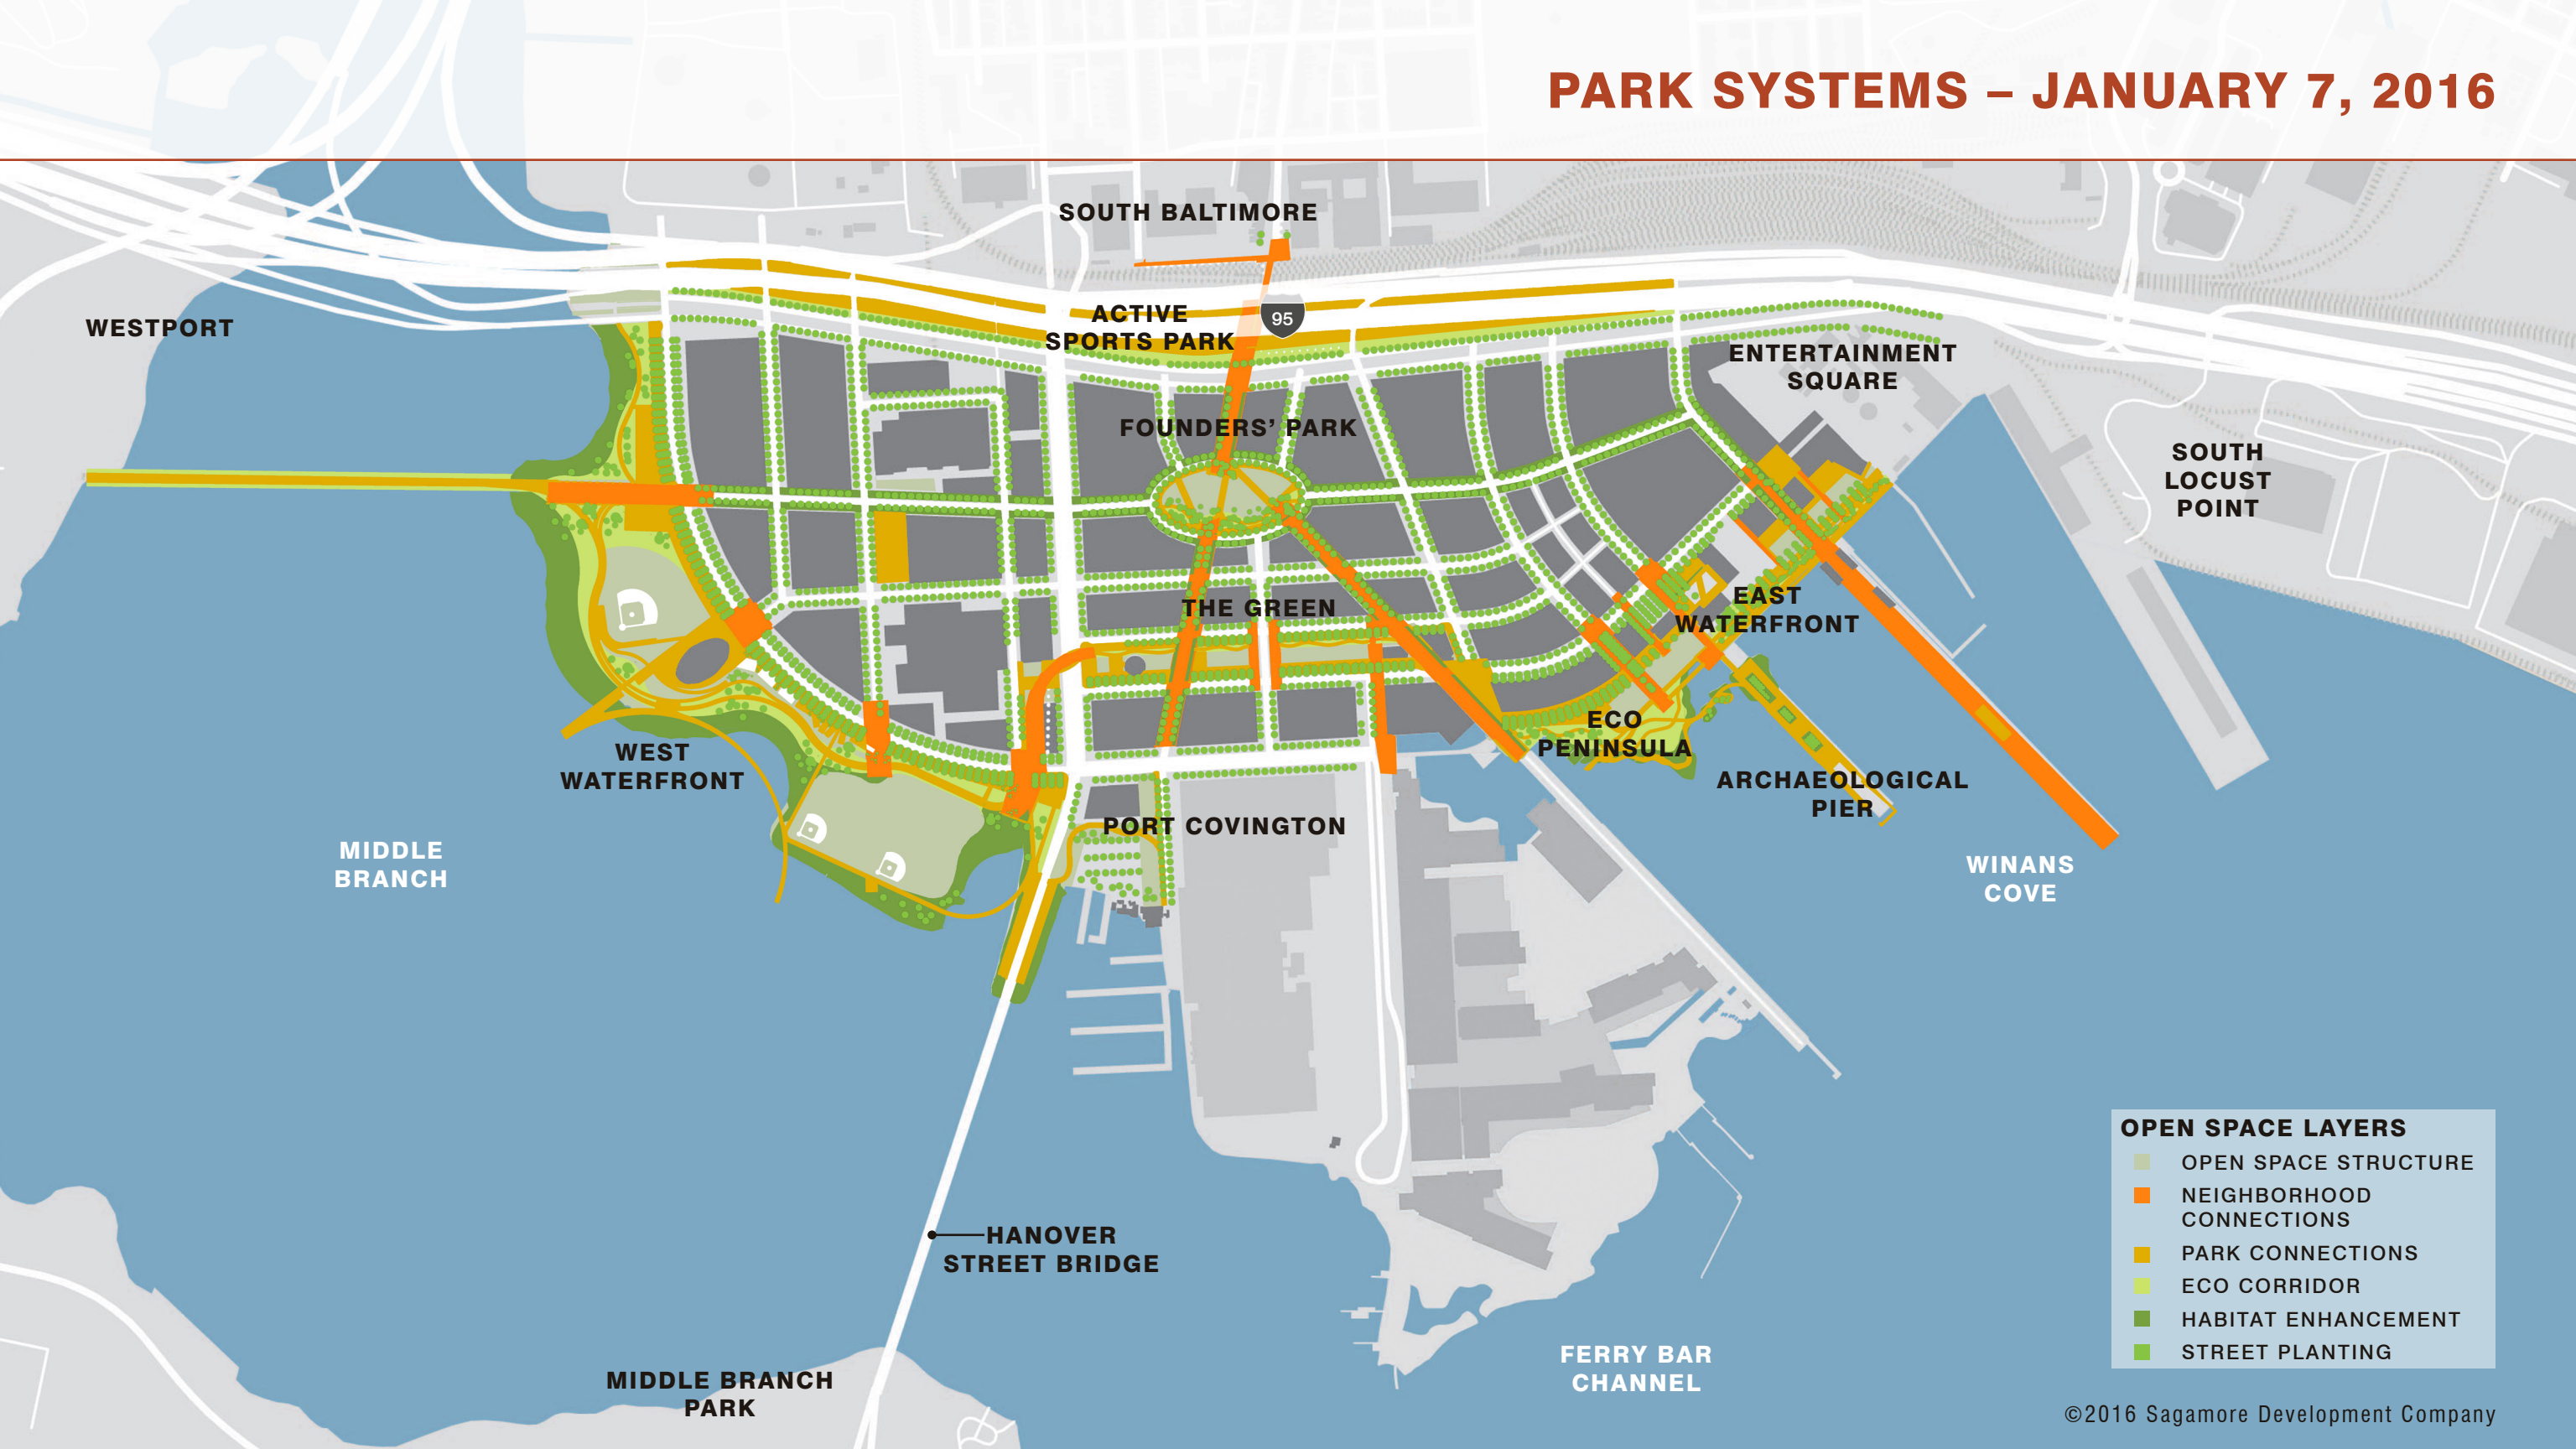 PARK SYSTEMS – JANUARY 7, 2016
SOUTH BALTIMORE
WESTPORT
ACTIVE
SPORTS PARK
95
ENTERTAINMENT
SQUARE
FOUNDERS’ PARK
SOUTH
LOCUST
POINT
THE GREEN
EAST
WATERFRONT
ECO
PENINSULA
WEST
WATERFRONT
ARCHAEOLOGICAL
PIER
PORT COVINGTON
MIDDLE
BRANCH
WINANS
COVE
HANOVER
STREET BRIDGE
MIDDLE BRANCH
PARK
FERRY BAR
CHANNEL
OPEN SPACE LAYERS
OPEN SPACE STRUCTURE
NEIGHBORHOOD
CONNECTIONS
PARK CONNECTIONS
ECO CORRIDOR
HABITAT ENHANCEMENT
STREET PLANTING
©2016 Sagamore Development Company